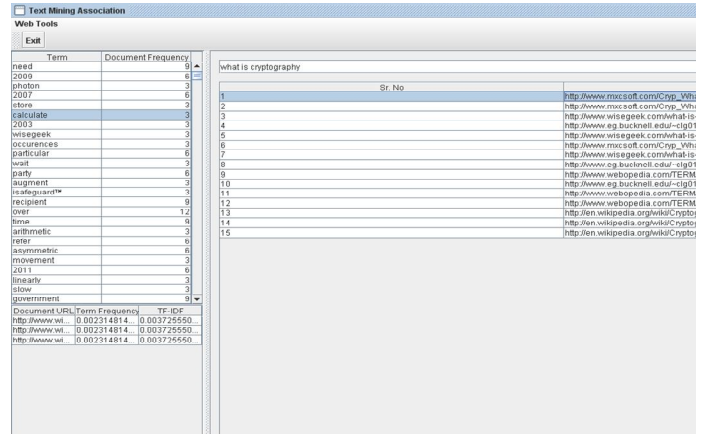 Text Mining Association
Web Tools
Exit
Term Document Frequency
need 9
2009 6
photon 3
2007 6
store 3
calculate 3
2003 3
wisegeek 3
occurences 3
particular 6
wait 3
party 6
augment 3
isafeguard™ 3
recipient 9
over 12
time 9
arithmetic 3
refer 6
asymmetric 6
movement 3
2011 6
linearly 3
slow 3
government 9
Document URL Term Frequency TF-IDF
http://www.wi... 0.002314814... 0.003725550...
http://www.wi... 0.002314814... 0.003725550...
http://www.wi... 0.002314814... 0.003725550...
what is cryptography
Sr. No
1 http://www.mxcsoft.com/Cryp_Wha
2 http://www.mxcsoft.com/Cryp_Wha
3 http://www.wisegeek.com/what-is-
4 http://www.eg.bucknell.edu/~clg01
5 http://www.wisegeek.com/what-is-
6 http://www.mxcsoft.com/Cryp_Wha
7 http://www.wisegeek.com/what-is-
8 http://www.eg.bucknell.edu/~clg01
9 http://www.webopedia.com/TERM
10 http://www.eg.bucknell.edu/~clg01
11 http://www.webopedia.com/TERM
12 http://www.webopedia.com/TERM
13 http://en.wikipedia.org/wiki/Cryptog
14 http://en.wikipedia.org/wiki/Cryptog
15 http://en.wikipedia.org/wiki/Cryptog